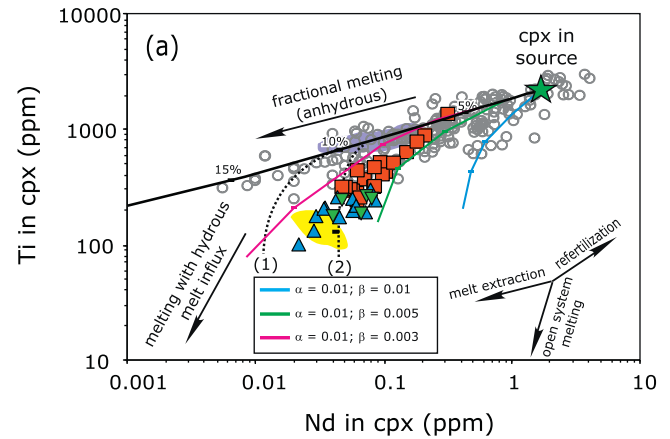 (a)
cpx in
source
fractional melting
(anhydrous)
5%
10%
15%
melting with hydrous
melt influx
(1)
(2)
α = 0.01; β = 0.01
α = 0.01; β = 0.005
α = 0.01; β = 0.003
melt extraction
refertilization
open system
melting
Ti in cpx (ppm)
10000
1000
100
10
0.001
0.01
0.1
1
10
Nd in cpx (ppm)